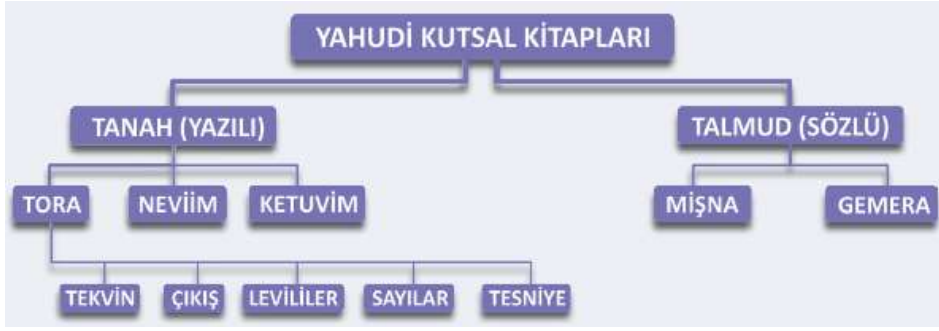 YAHUDİ KUTSAL KİTAPLARI
TANAH (YAZILI)
TALMUD (SÖZLÜ)
TORA
NEVİİM
KETUVİM
MİŞNA
GEMERA
TEKVİN
ÇIKIŞ
LEVİLİLER
SAYILAR
TESNİYE